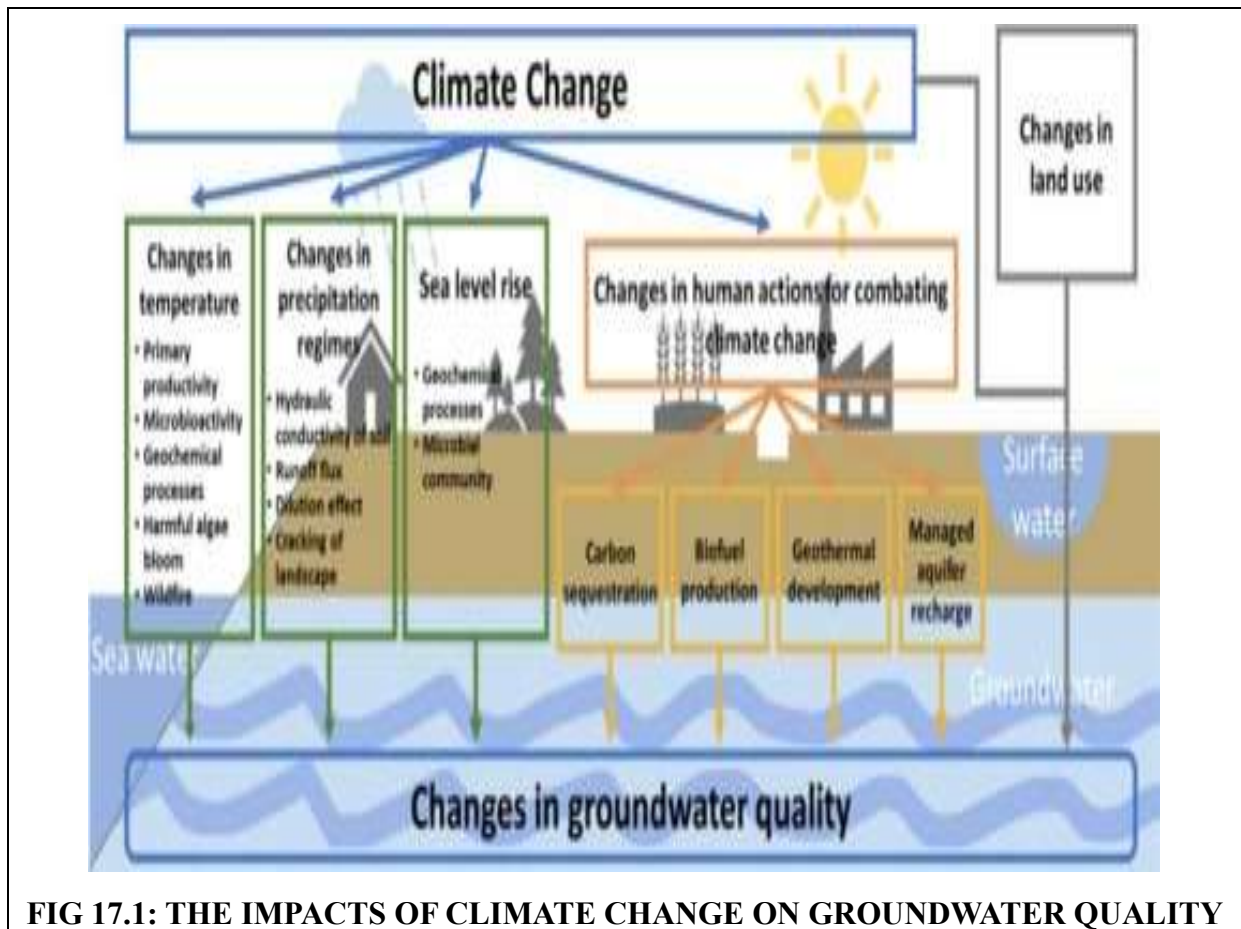 Climate Change
Changes in
land use
Changes in
temperature
• Primary
productivity
• Microbioactivity
• Geochemical
processes
• Harmful algae
bloom
• Wildfire
Changes in
precipitation
regimes
• Hydraulic
conductivity of soil
• Runoff flux
• Dilution effect
• Cracking of
landscape
Sea level rise
• Geochemical
processes
• Microbial
community
Changes in human actions for combating
climate change
Carbon
sequestration
Biofuel
production
Geothermal
development
Managed
aquifer
recharge
Surface
water
Sea water
Groundwater
Changes in groundwater quality
FIG 17.1: THE IMPACTS OF CLIMATE CHANGE ON GROUNDWATER QUALITY